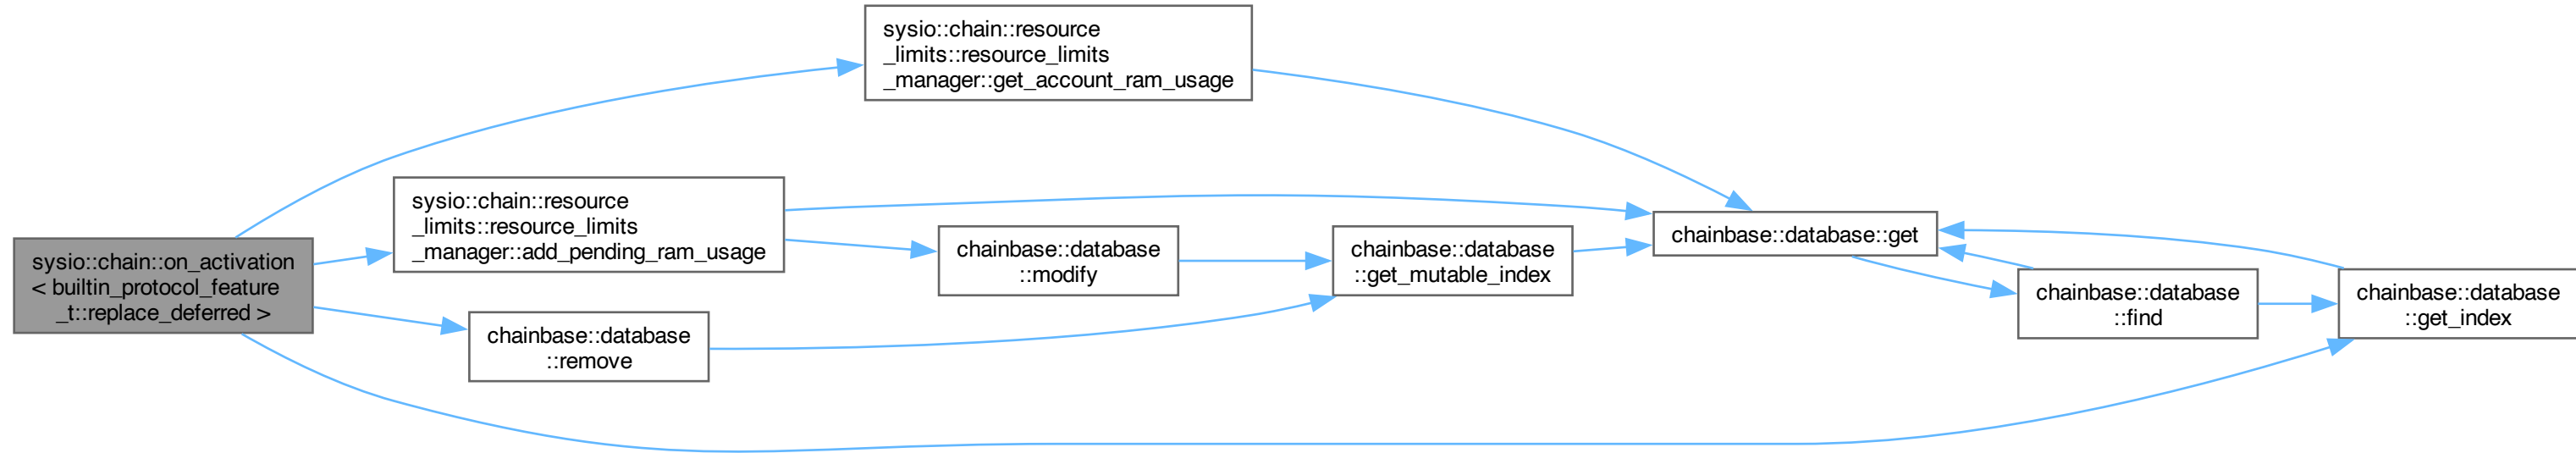 sysio::chain::resource
_limits::resource_limits
_manager::get_account_ram_usage
sysio::chain::resource
_limits::resource_limits
_manager::add_pending_ram_usage
sysio::chain::on_activation
< builtin_protocol_feature
_t::replace_deferred >
chainbase::database
::modify
chainbase::database
::remove
chainbase::database
::get_mutable_index
chainbase::database::get
chainbase::database
::find
chainbase::database
::get_index